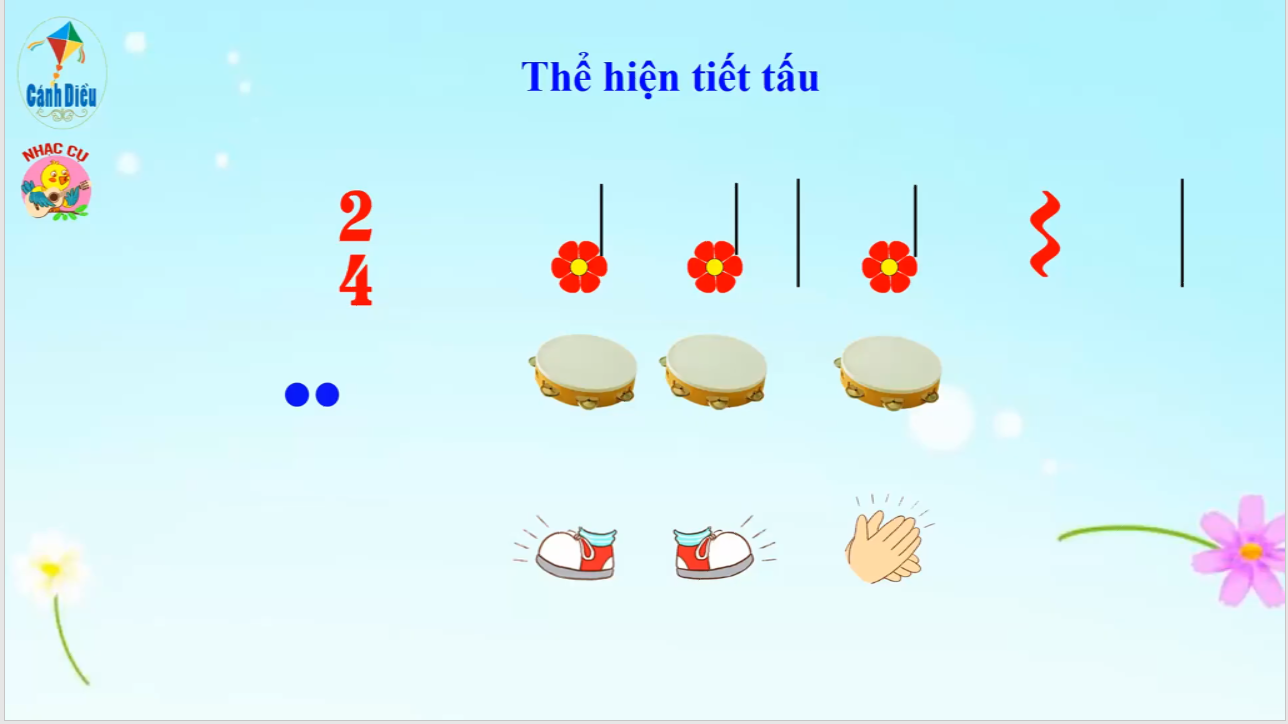 Cánh Diều
Thể hiện tiết tấu
NHẠC CỤ
2
4